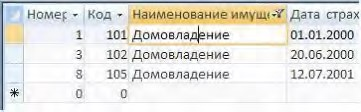 Номер Код Наименование имуще Дата страх
1 101 Домовладение 01.01.2000
3 102 Домовладение 20.06.2000
8 105 Домовладение 12.07.2001
* 0 0